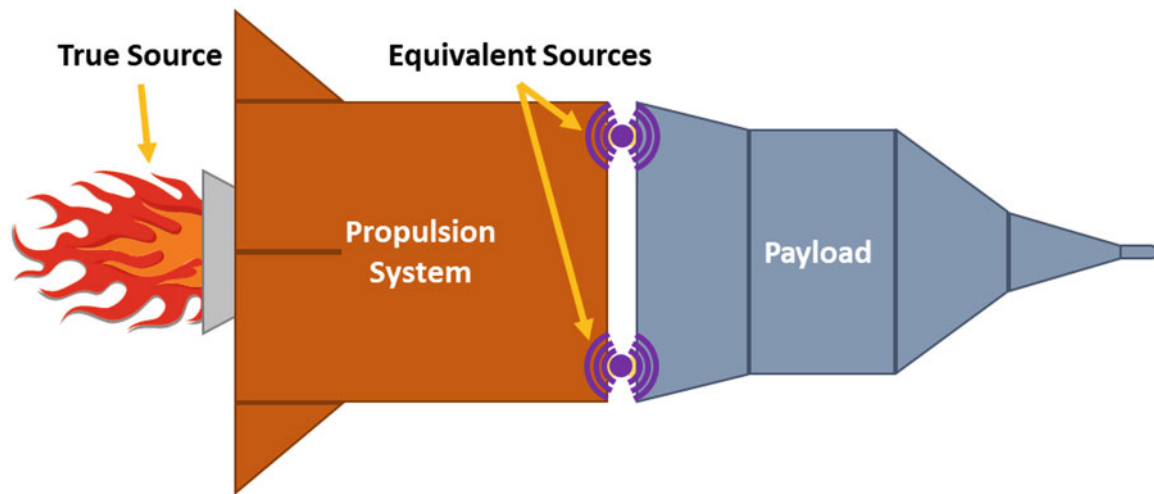 True Source
Equivalent Sources
Propulsion
System
Payload